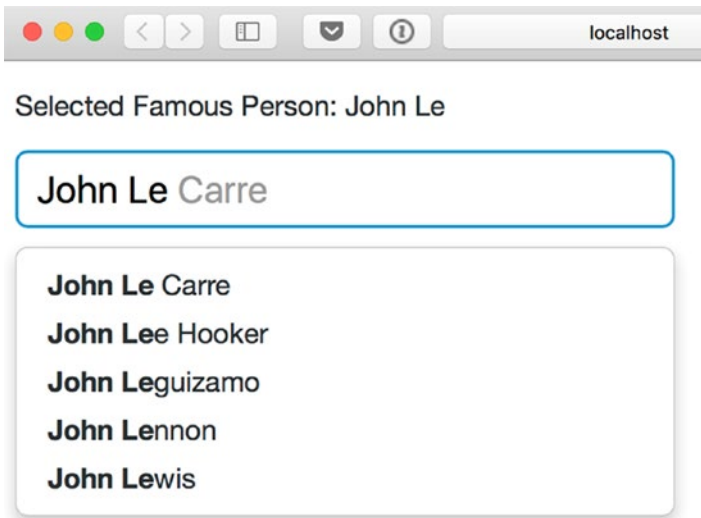 localhost
Selected Famous Person: John Le
John Le Carre
John Le Carre
John Lee Hooker
John Leguizamo
John Lennon
John Lewis